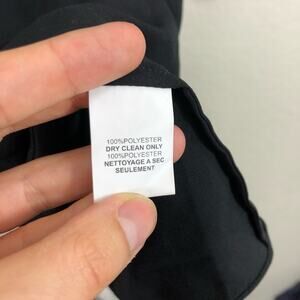 100%POLYESTER
DRY CLEAN ONLY
100%POLYESTER
NETTOYAGE A SEC
SEULEMENT